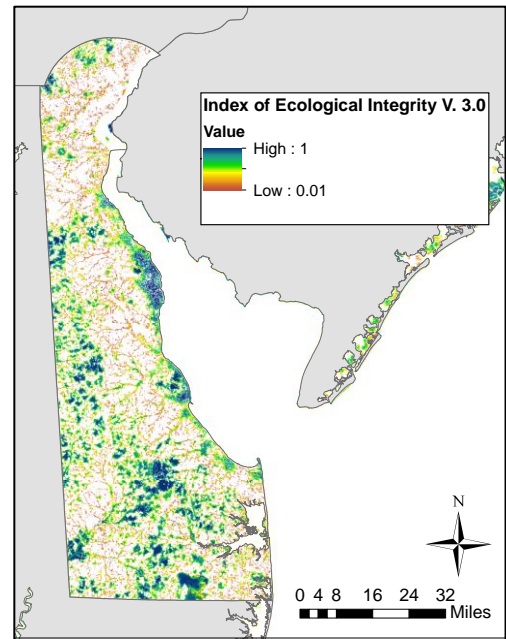 Index of Ecological Integrity V. 3.0
Value
High : 1
Low : 0.01
N
0 4 8 16 24 32
Miles